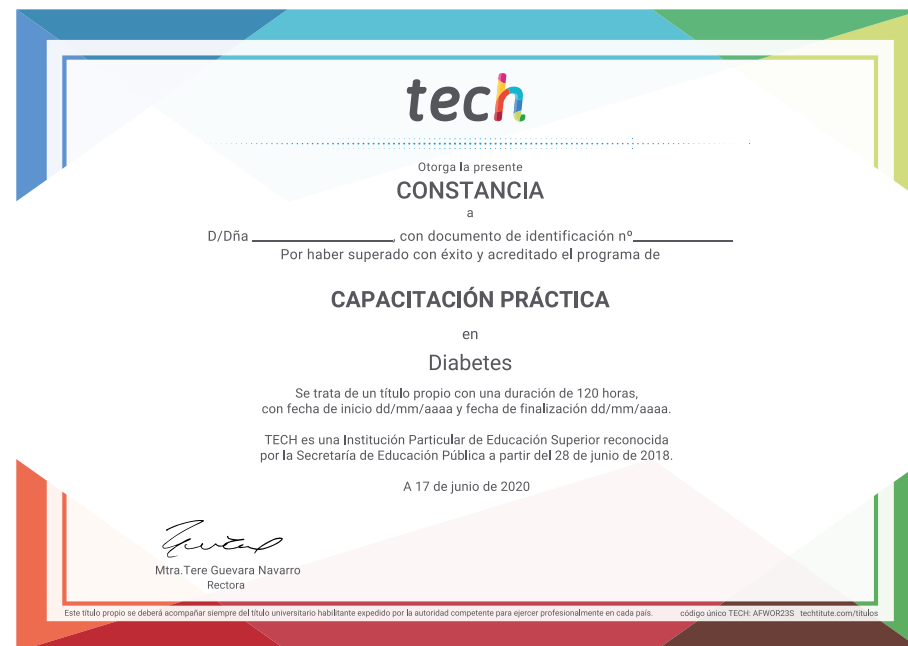 tech
Otorga la presente
CONSTANCIA
a
D/Dña ________________, con documento de identificación nº____________
Por haber superado con éxito y acreditado el programa de
CAPACITACIÓN PRÁCTICA
en
Diabetes
Se trata de un título propio con una duración de 120 horas,
con fecha de inicio dd/mm/aaaa y fecha de finalización dd/mm/aaaa.
TECH es una Institución Particular de Educación Superior reconocida
por la Secretaría de Educación Pública a partir del 28 de junio de 2018.
A 17 de junio de 2020
Mtra.Tere Guevara Navarro
Rectora
Este título propio se deberá acompañar siempre del título universitario habilitante expedido por la autoridad competente para ejercer profesionalmente en cada país. código único TECH: AFWOR23S techtitute.com/titulos